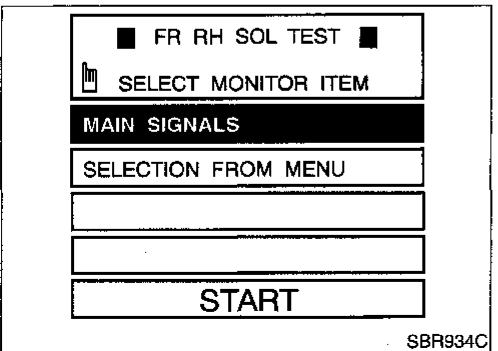 ■ FR RH SOL TEST ■
SELECT MONITOR ITEM
MAIN SIGNALS
SELECTION FROM MENU
START
SBR934C